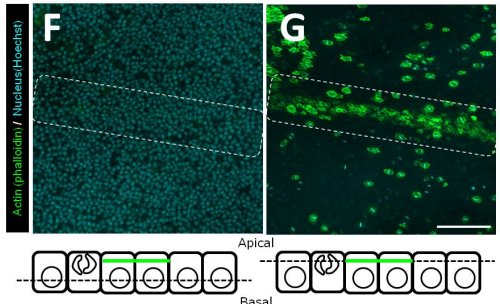 F
G
Actin (phalloidin) / Nucleus(Hoechst)
Apical
Basal